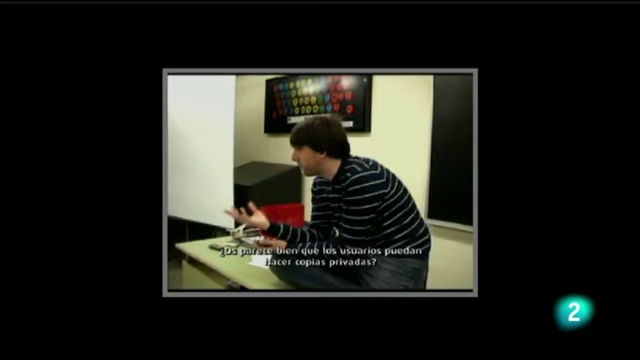 ¿Os parece bien que los usuarios puedan
hacer copias privadas?
2